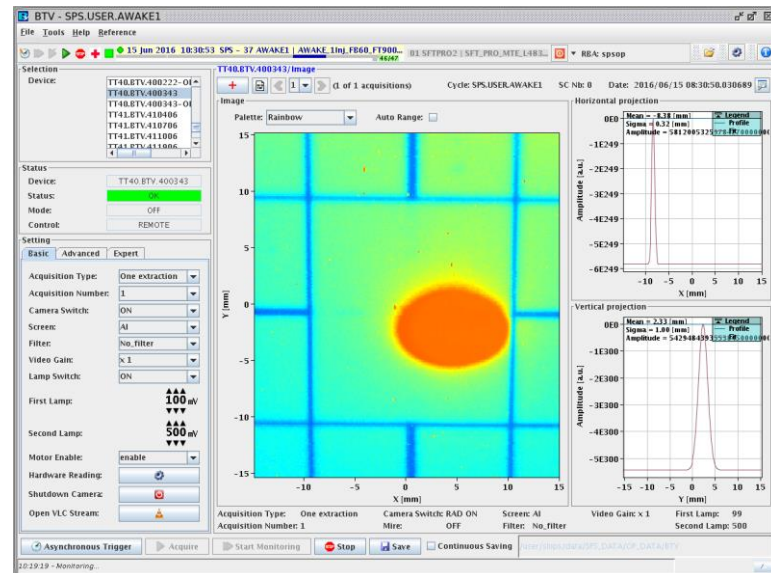 BTV - SPS.USER.AWAKE1
File Tools Help Reference
15 Jun 2016 10:30:53 SPS - 37 AWAKE1 | AWAKE_1Inj_FB60_FT900...
46/47
01 SFTPRO2 | SFT_PRO_MTE_L483...
RBA: spsop
Selection
Device:
TT40.BTV.400343
TT40.BTV.400343-OI
TT41.BTV.410406
TT41.BTV.410706
TT41.BTV.411006
Status
Device: TT40.BTV.400343
Status: OK
Mode: OFF
Control: REMOTE
Setting
Basic Advanced Expert
Acquisition Type: One extraction
Acquisition Number: 1
Camera Switch: ON
Screen: Al
Filter: No_filter
Video Gain: x 1
Lamp Switch: ON
First Lamp: 100 mV
Second Lamp: 500 mV
Motor Enable: enable
Hardware Reading:
Shutdown Camera:
Open VLC Stream:
TT40.BTV.400343/Image
1 (1 of 1 acquisitions) Cycle: SPS.USER.AWAKE1 SC Nb: 0 Date: 2016/06/15 08:30:50.030689
Image
Palette: Rainbow Auto Range:
15
10
5
0
-5
-10
-15
Y [mm]
-10 -5 0 5 10 15
X [mm]
Acquisition Type: One extraction Camera Switch: RAD ON Screen: Al Video Gain: x 1 First Lamp: 99
Acquisition Number: 1 Mire: OFF Filter: No_filter Second Lamp: 500
Horizontal projection
Mean = -8.38 [mm]
Sigma = 0.32 [mm]
Legend
Profile
0E0
-1E249
-2E249
-3E249
-4E249
-5E249
-6E249
Amplitude [a.u.]
-10 -5 0 5 10 15
X [mm]
Vertical projection
Mean = 2.33 [mm]
Sigma = 1.00 [mm]
Legend
Profile
0E0
-1E300
-2E300
-3E300
-4E300
-5E300
Amplitude [a.u.]
-15 -10 -5 0 5 10 15
Y [mm]
Asynchronous Trigger Acquire Start Monitoring Stop Save Continuous Saving
10:19:19 - Monitoring...